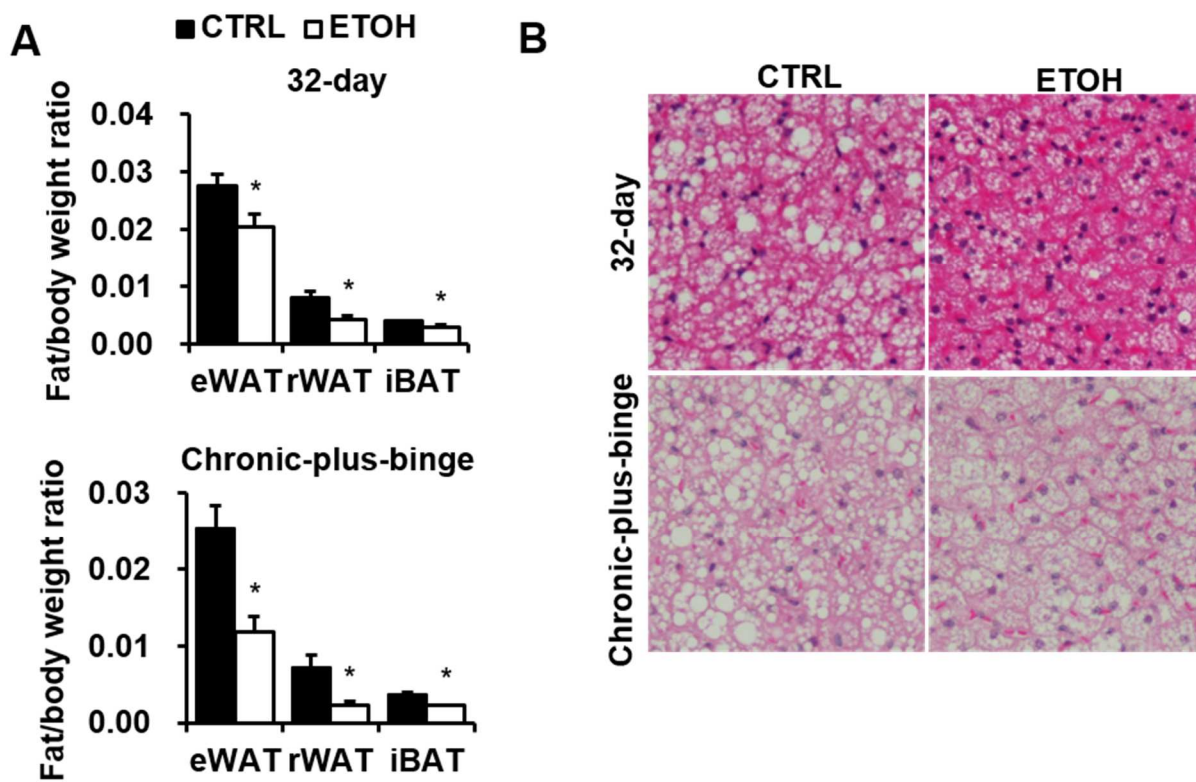 A
CTRL ETOH
32-day
Fat/body weight ratio
0.04
0.03
0.02
0.01
0.00
* * *
eWAT rWAT iBAT
Chronic-plus-binge
Fat/body weight ratio
0.03
0.02
0.01
0.00
* * *
eWAT rWAT iBAT
B
CTRL ETOH
32-day
Chronic-plus-binge